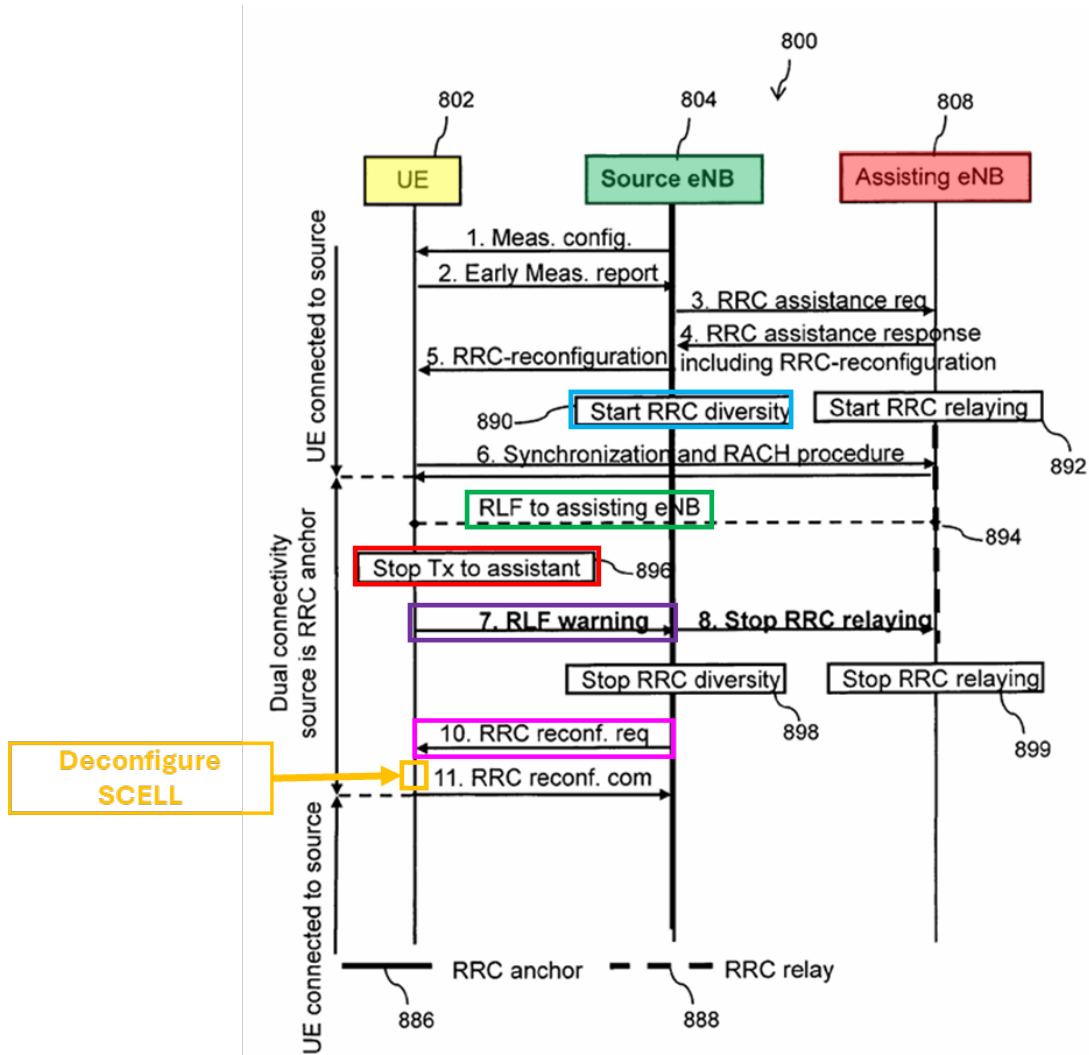 800
802
804
808
UE
Source eNB
Assisting eNB
UE connected to source
1. Meas. config.
2. Early Meas. report
3. RRC assistance req
4. RRC assistance response
5. RRC-reconfiguration
including RRC-reconfiguration
890
Start RRC diversity
Start RRC relaying
892
6. Synchronization and RACH procedure
RLF to assisting eNB
894
Dual connectivity
source is RRC anchor
Stop Tx to assistant
896
7. RLF warning
8. Stop RRC relaying
Stop RRC diversity
Stop RRC relaying
898
899
10. RRC reconf. req
Deconfigure
SCELL
11. RRC reconf. com
UE connected to source
RRC anchor
RRC relay
886
888